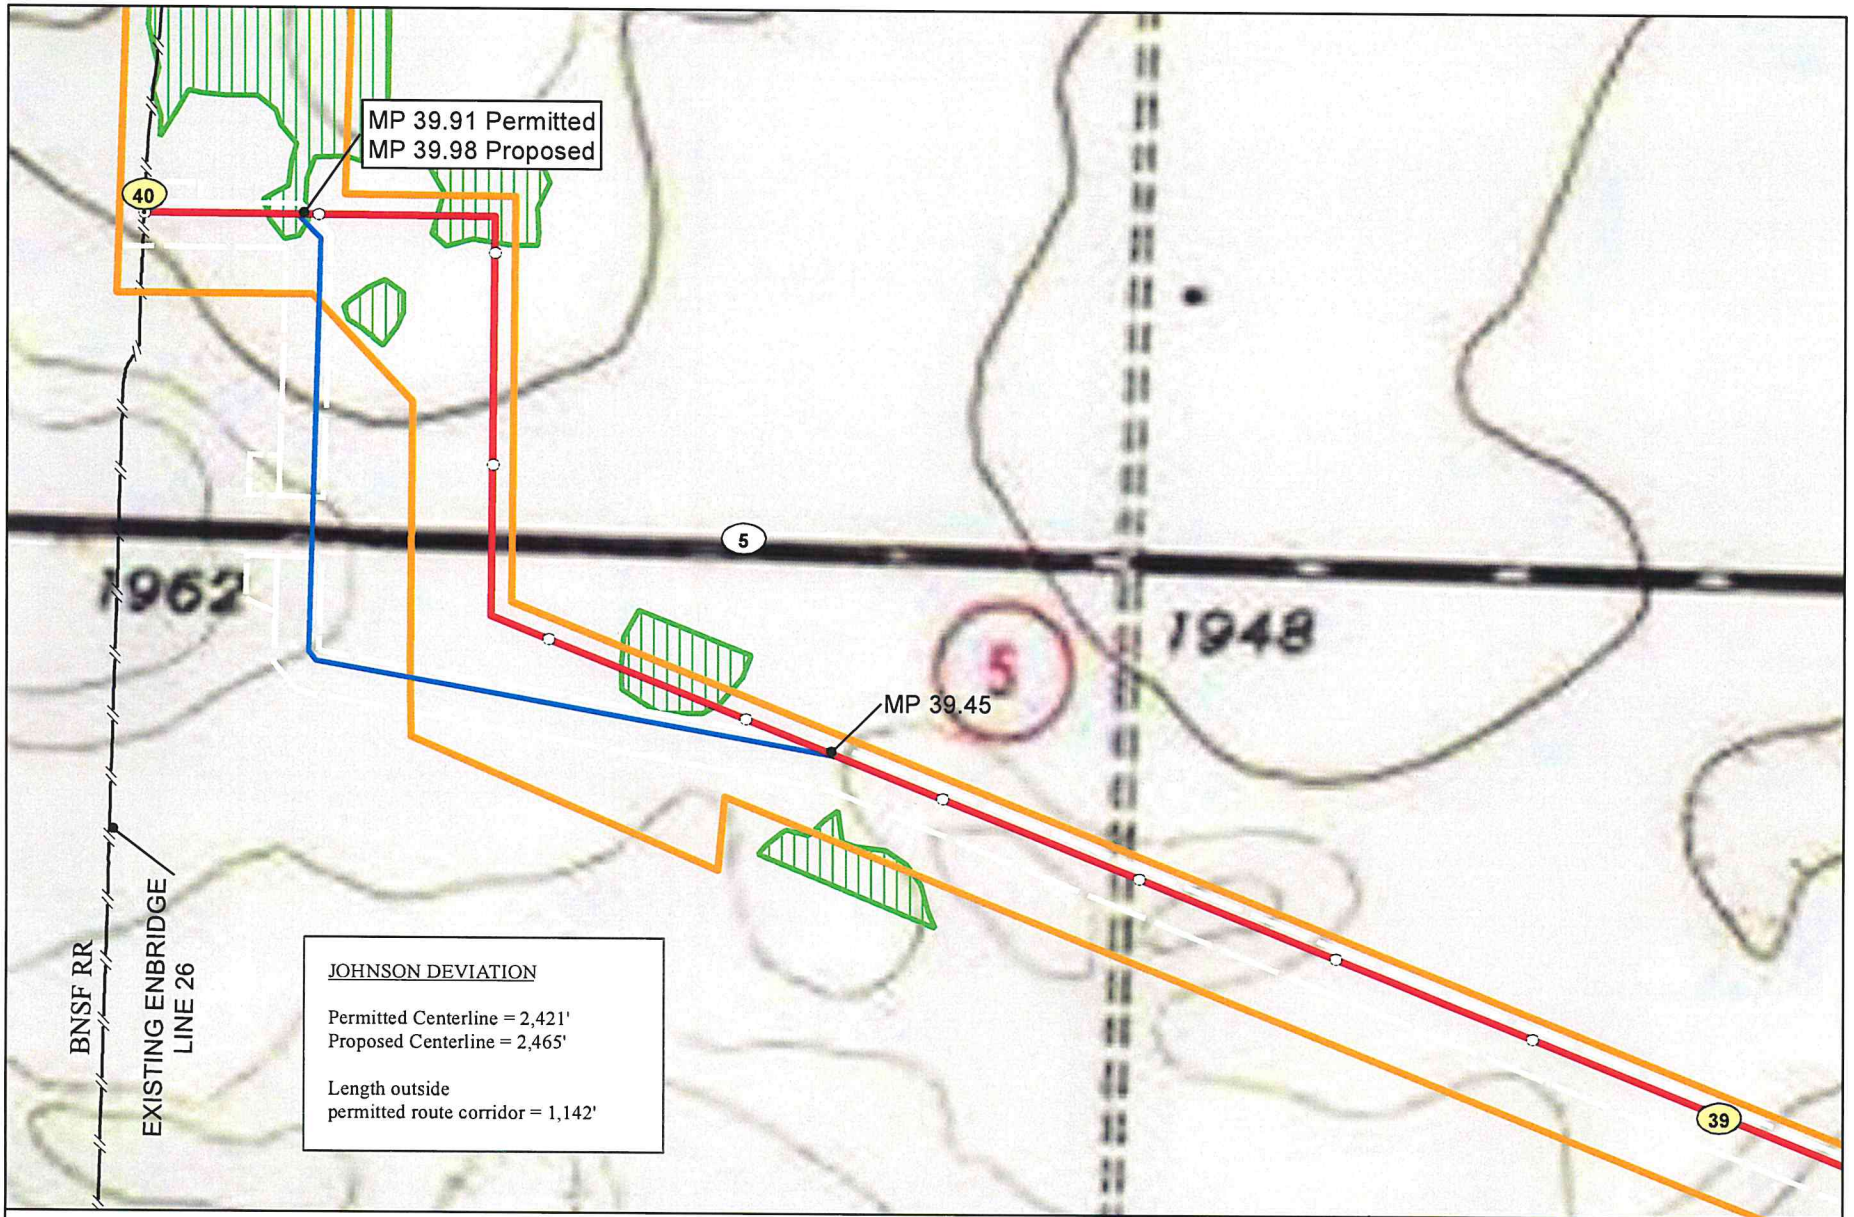 MP 39.91 Permitted
MP 39.98 Proposed
40
5
1962
1948
5
MP 39.45
BNSF RR
EXISTING ENBRIDGE
LINE 26
JOHNSON DEVIATION
Permitted Centerline = 2,421'
Proposed Centerline = 2,465'
Length outside
permitted route corridor = 1,142'
39